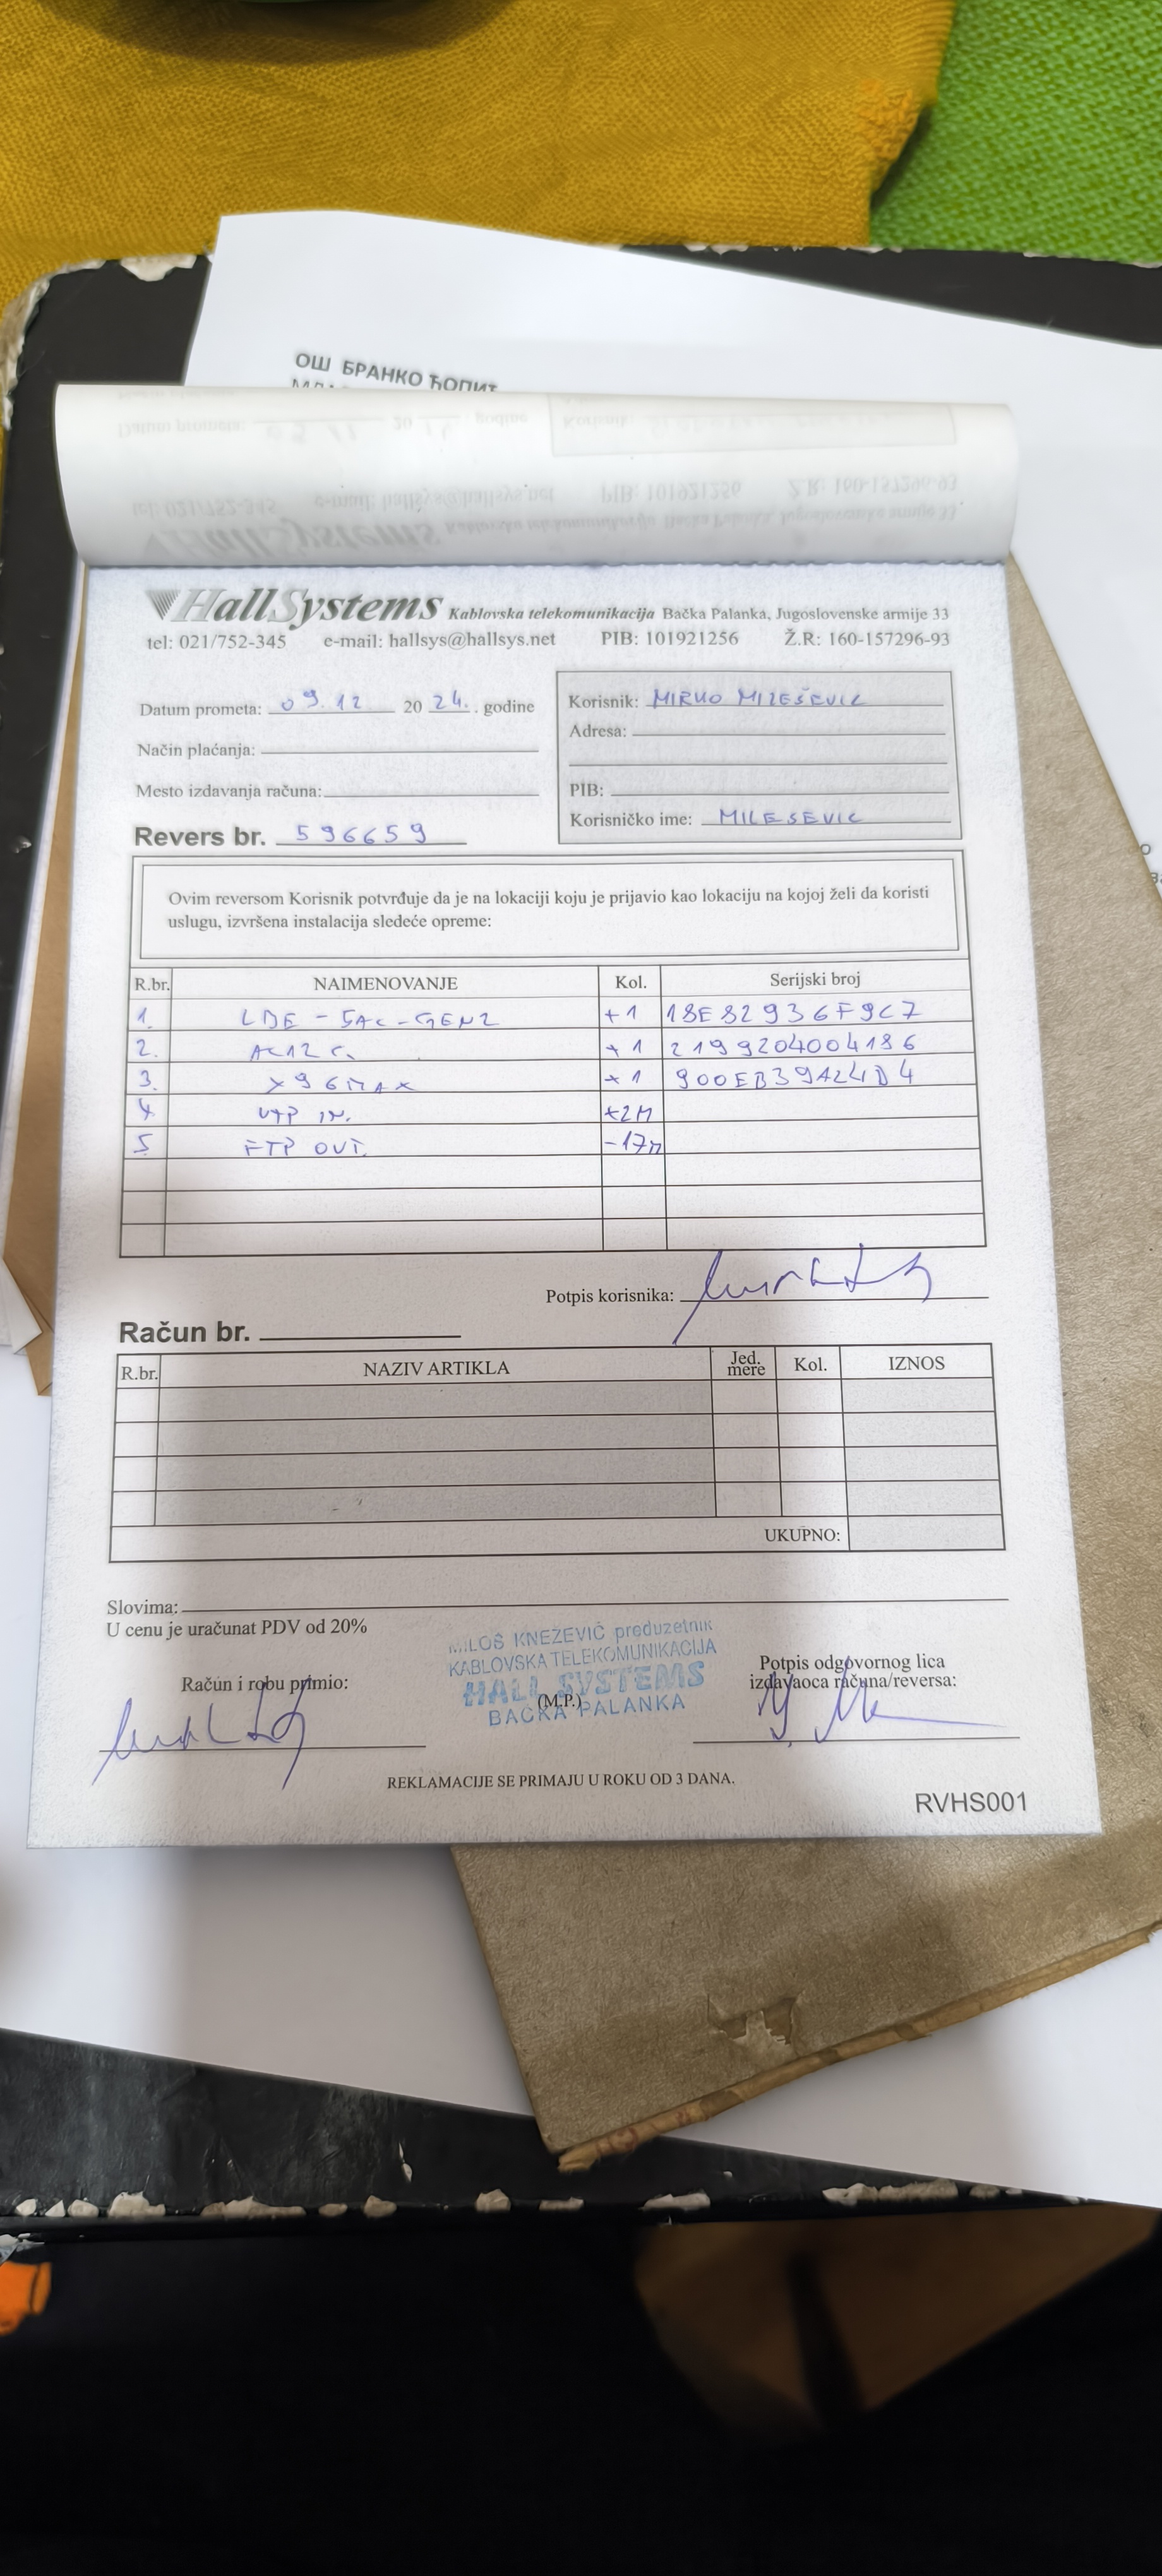 ОШ БРАНКО ЋОПИЋ
HallSystems Kablovska telekomunikacija Bačka Palanka, Jugoslovenske armije 33
tel: 021/752-345 e-mail: hallsys@hallsys.net PIB: 101921256 Ž.R: 160-157296-93
Datum prometa: 09.12 20 24. godine
Korisnik: MIRKO MILEŠEVIĆ
Način plaćanja:
Adresa:
Mesto izdavanja računa:
PIB:
Revers br. 596659
Korisničko ime: MILESEVIC
Ovim reversom Korisnik potvrđuje da je na lokaciji koju je prijavio kao lokaciju na kojoj želi da koristi
uslugu, izvršena instalacija sledeće opreme:
R.br. NAIMENOVANJE Kol. Serijski broj
1. LBE - 5AC - GEN2 +1 18E82936F9C7
2. AC12 C. +1 2199204004186
3. X96MAX +1 900EB39A24D4
4 UTP IN. +2M
5 FTP OUT. -17m
Potpis korisnika:
Račun br.
R.br. NAZIV ARTIKLA Jed. mere Kol. IZNOS
UKUPNO:
Slovima:
U cenu je uračunat PDV od 20%
MILOŠ KNEŽEVIĆ preduzetnik
KABLOVSKA TELEKOMUNIKACIJA
HALL SYSTEMS
BAČKA PALANKA
(M.P.)
Račun i robu primio:
Potpis odgovornog lica
izdavaoca računa/reversa:
REKLAMACIJE SE PRIMAJU U ROKU OD 3 DANA.
RVHS001